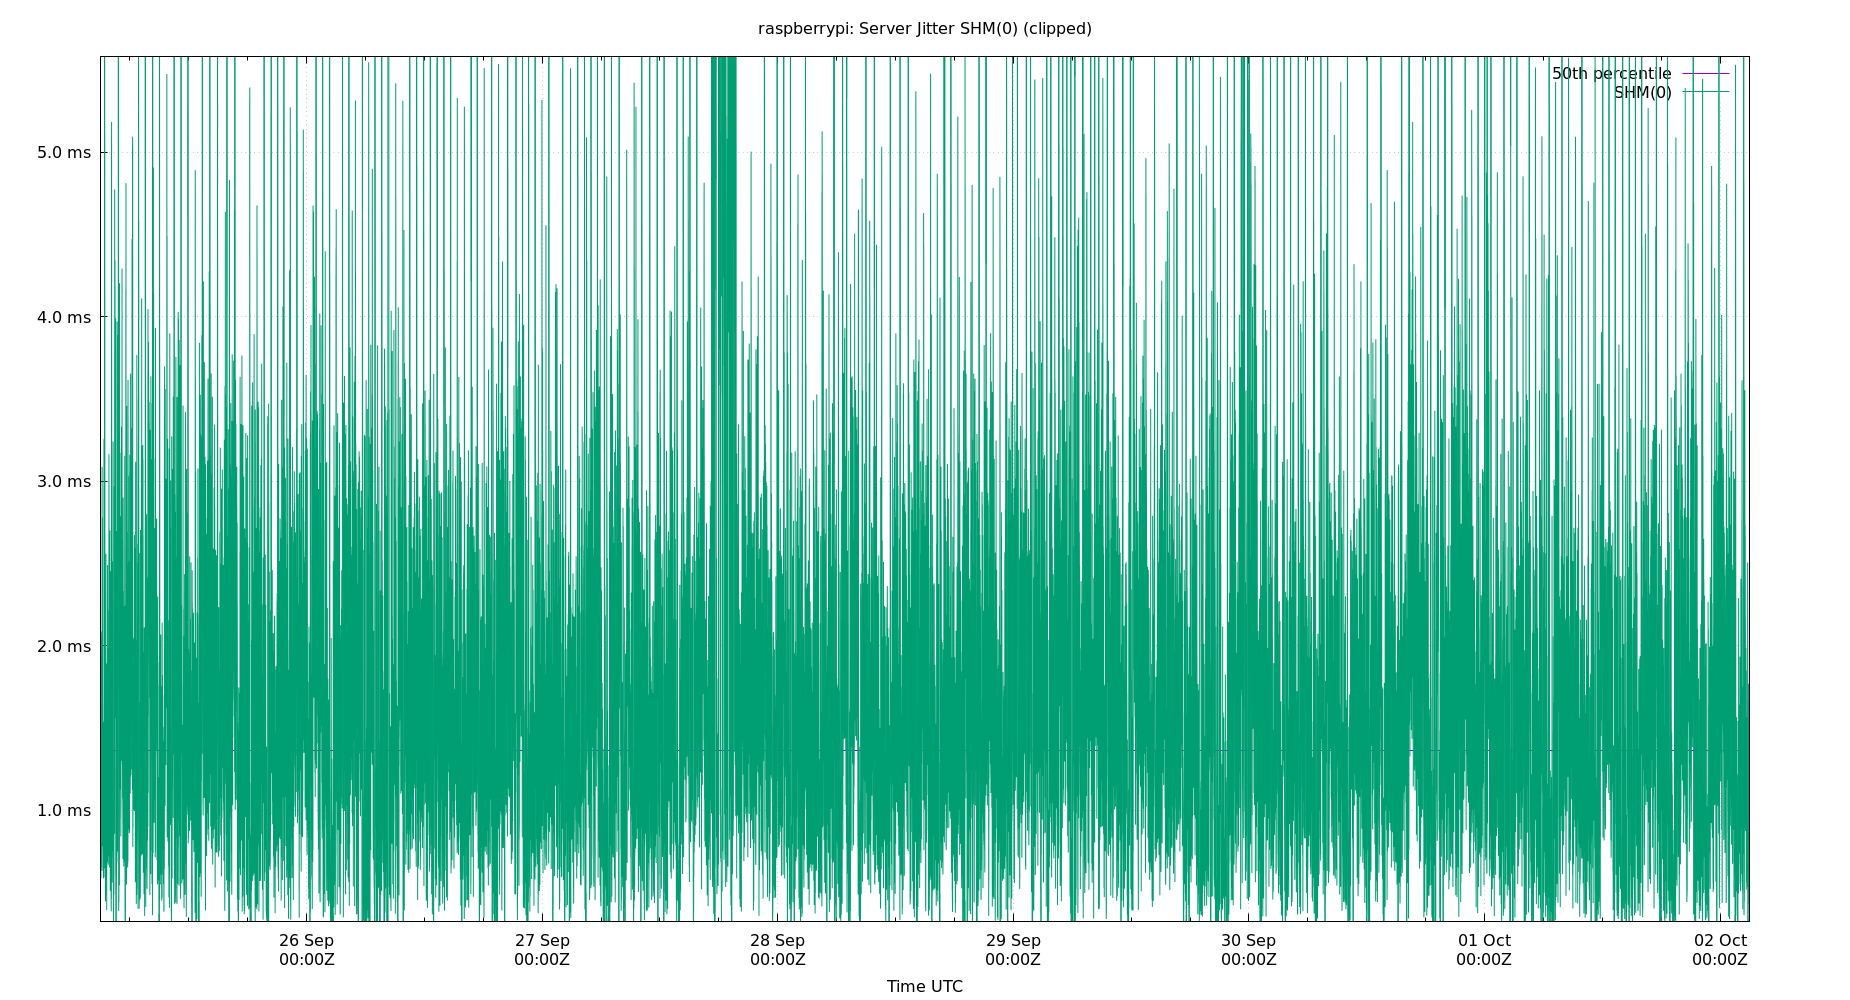 raspberrypi: Server Jitter SHM(0) (clipped)
50th percentile
SHM(0)
5.0 ms
4.0 ms
3.0 ms
2.0 ms
1.0 ms
26 Sep 27 Sep 28 Sep 29 Sep 30 Sep 01 Oct 02 Oct
00:00Z 00:00Z 00:00Z 00:00Z 00:00Z 00:00Z 00:00Z
Time UTC